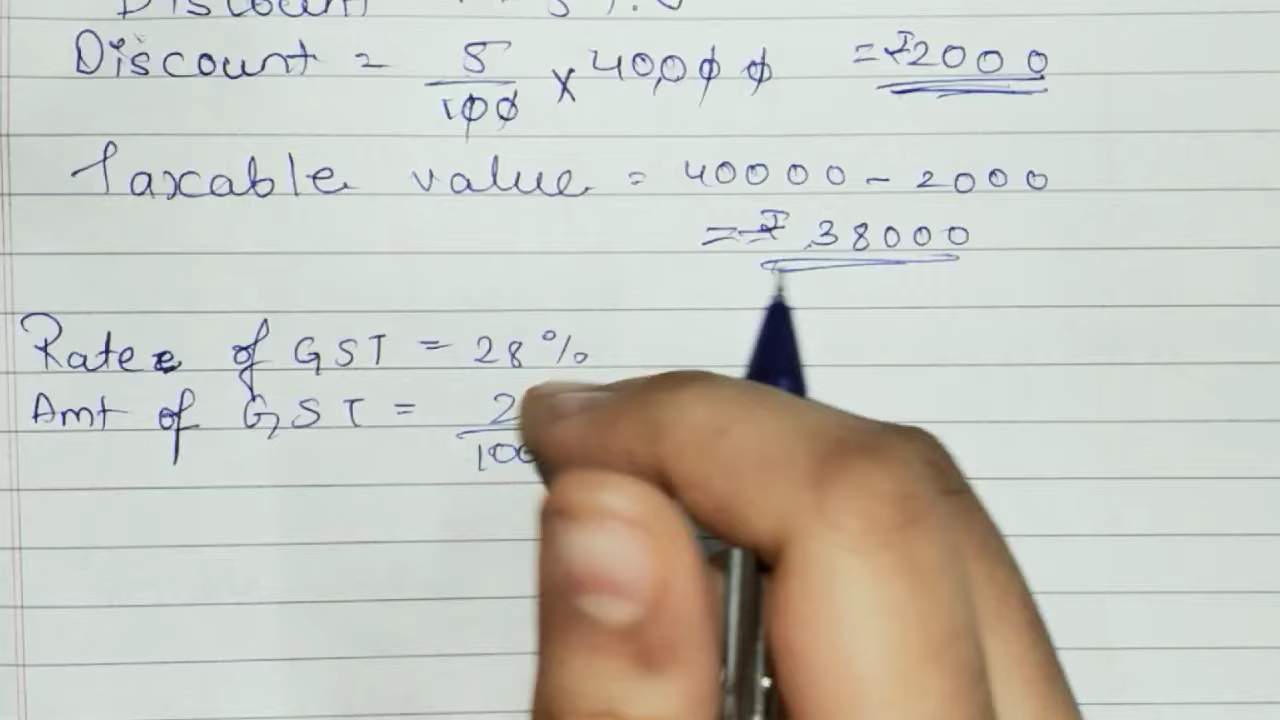 Discount
Discount = 5/100 × 40,000 = ₹2000
Taxable value = 40000 - 2000
= ₹ 38000
Rate of GST = 28%
Amt of GST = 2 /100